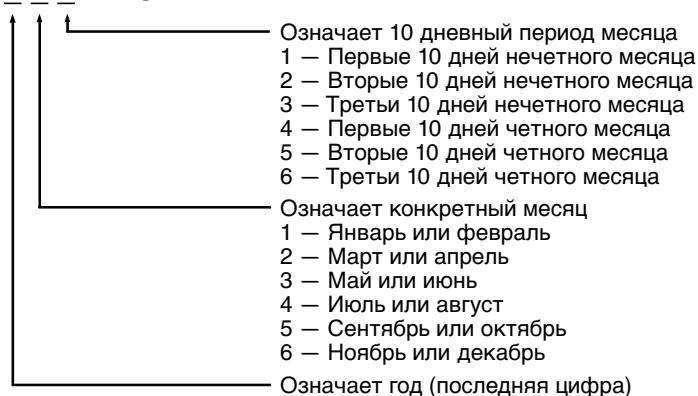 Означает 10 дневный период месяца
1 — Первые 10 дней нечетного месяца
2 — Вторые 10 дней нечетного месяца
3 — Третьи 10 дней нечетного месяца
4 — Первые 10 дней четного месяца
5 — Вторые 10 дней четного месяца
6 — Третьи 10 дней четного месяца
Означает конкретный месяц
1 — Январь или февраль
2 — Март или апрель
3 — Май или июнь
4 — Июль или август
5 — Сентябрь или октябрь
6 — Ноябрь или декабрь
Означает год (последняя цифра)